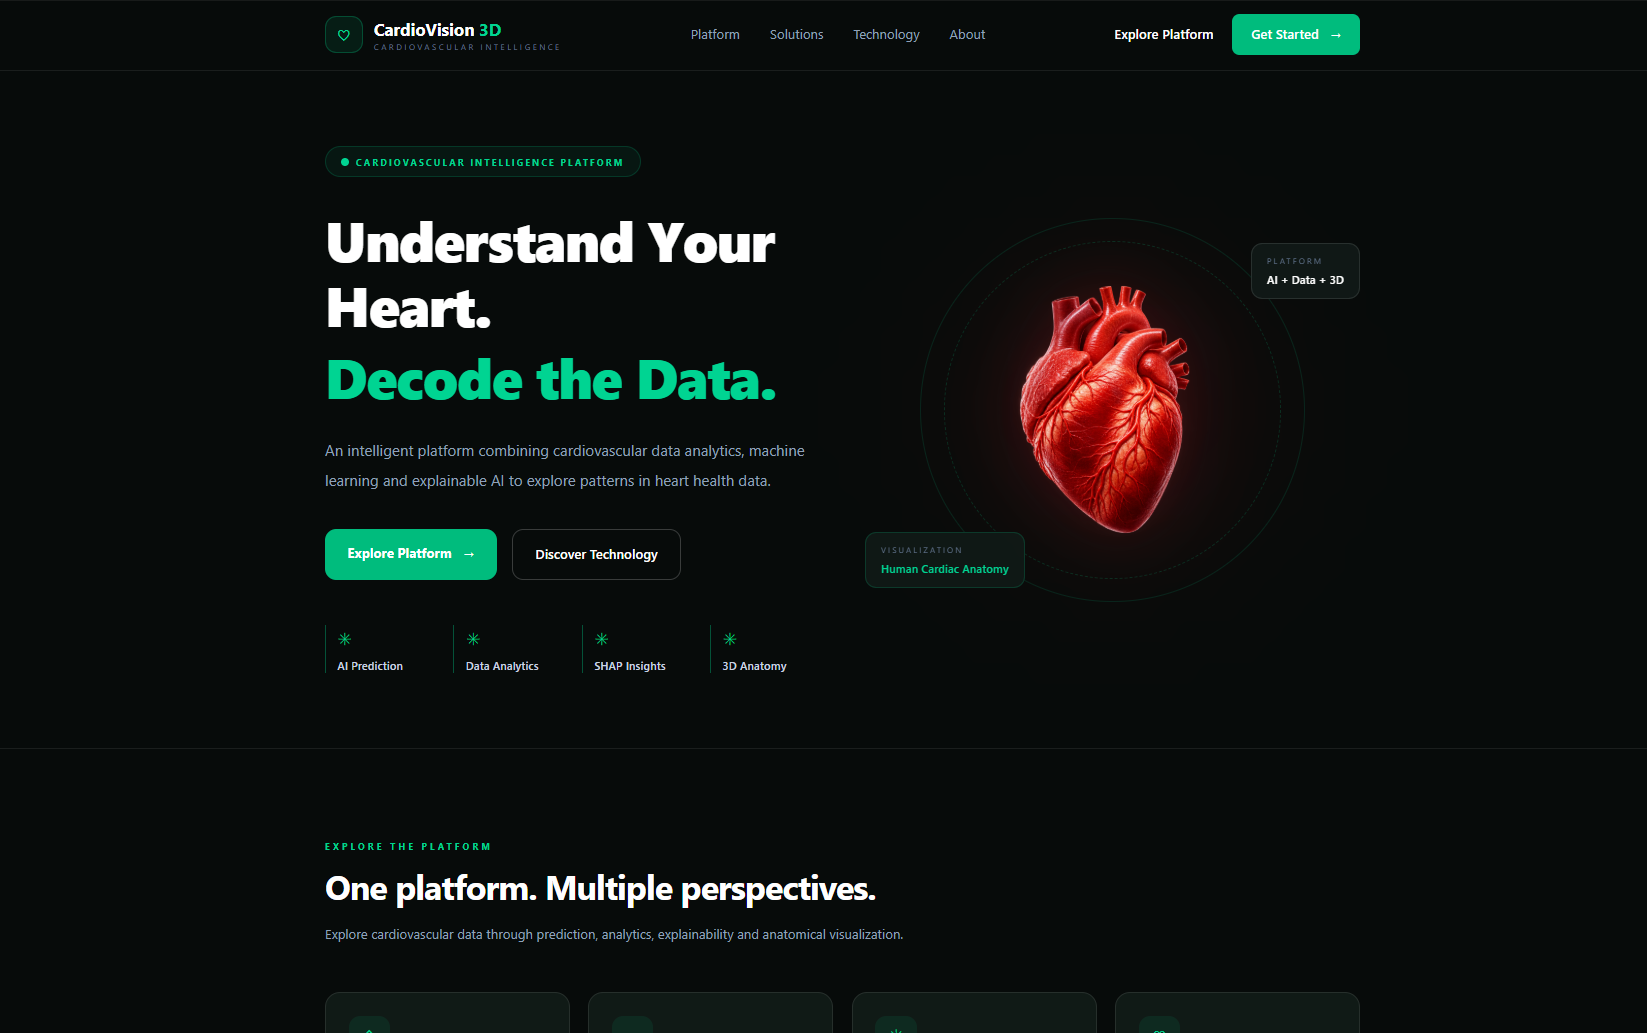 CardioVision 3D
CARDIOVASCULAR INTELLIGENCE
Platform
Solutions
Technology
About
Explore Platform
Get Started →
CARDIOVASCULAR INTELLIGENCE PLATFORM
Understand Your
Heart.
Decode the Data.
An intelligent platform combining cardiovascular data analytics, machine
learning and explainable AI to explore patterns in heart health data.
Explore Platform →
Discover Technology
AI Prediction
Data Analytics
SHAP Insights
3D Anatomy
PLATFORM
AI + Data + 3D
VISUALIZATION
Human Cardiac Anatomy
EXPLORE THE PLATFORM
One platform. Multiple perspectives.
Explore cardiovascular data through prediction, analytics, explainability and anatomical visualization.